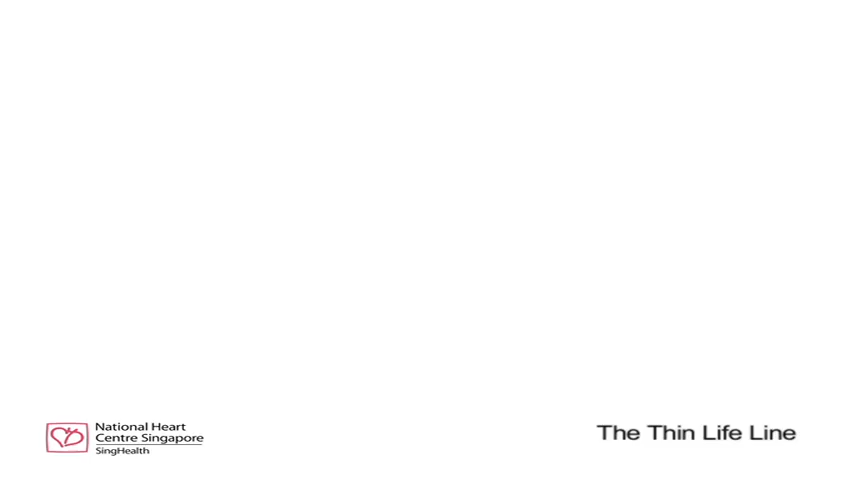 National Heart
Centre Singapore
SingHealth
The Thin Life Line